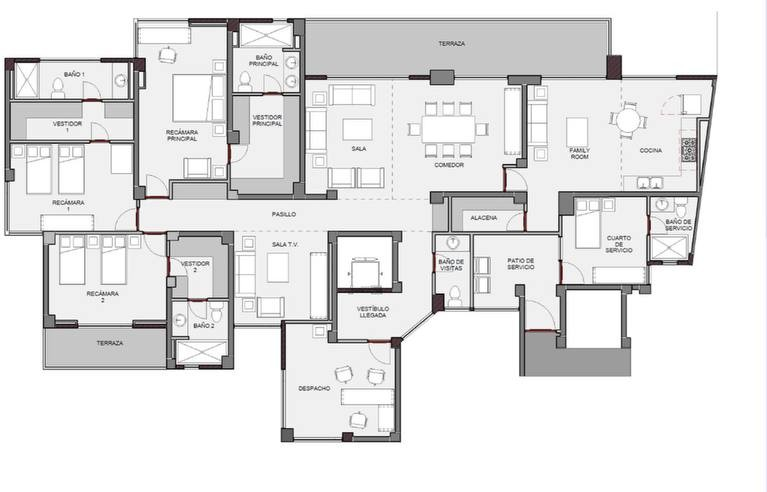 TERRAZA
BAÑO
PRINCIPAL
BAÑO 1
VESTIDOR
1
VESTIDOR
PRINCIPAL
RECÁMARA
PRINCIPAL
SALA
COMEDOR
FAMILY
ROOM
COCINA
RECÁMARA
1
PASILLO
ALACENA
BAÑO DE
SERVICIO
SALA T.V.
CUARTO
DE
SERVICIO
VESTIDOR
2
BAÑO DE
VISITAS
PATIO DE
SERVICIO
RECÁMARA
2
VESTÍBULO
LLEGADA
BAÑO 2
TERRAZA
DESPACHO